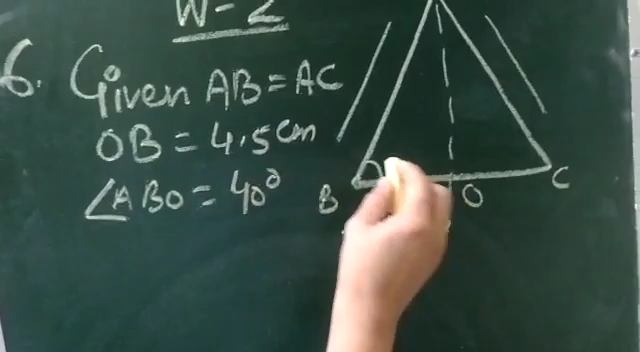 W-2
6. Given AB = AC
OB = 4.5cm
∠ABO = 40°
B
O
C